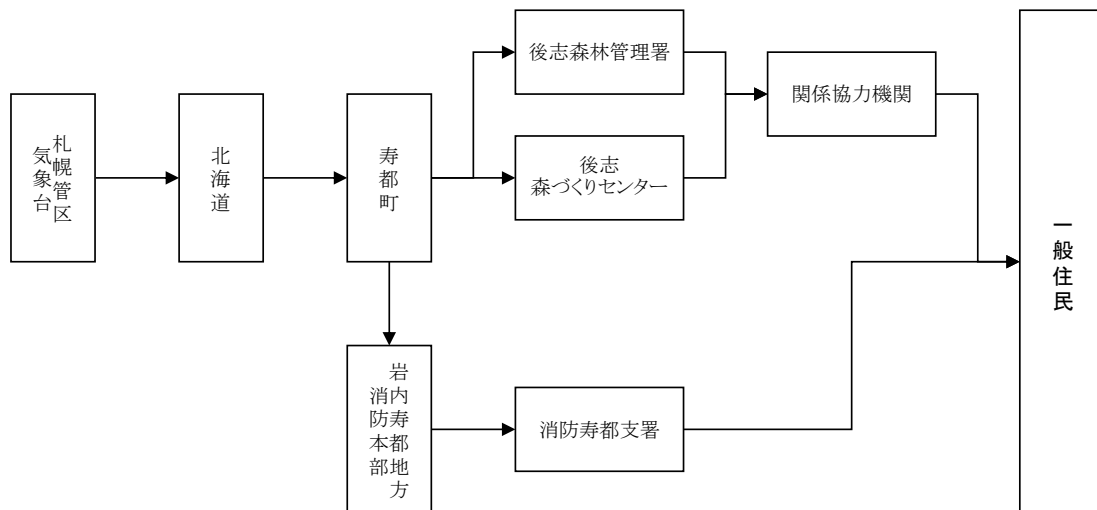 札幌管区
気象台
北海道
寿都町
後志森林管理署
後志
森づくりセンター
関係協力機関
岩内寿都地方
消防本部
消防寿都支署
一般住民